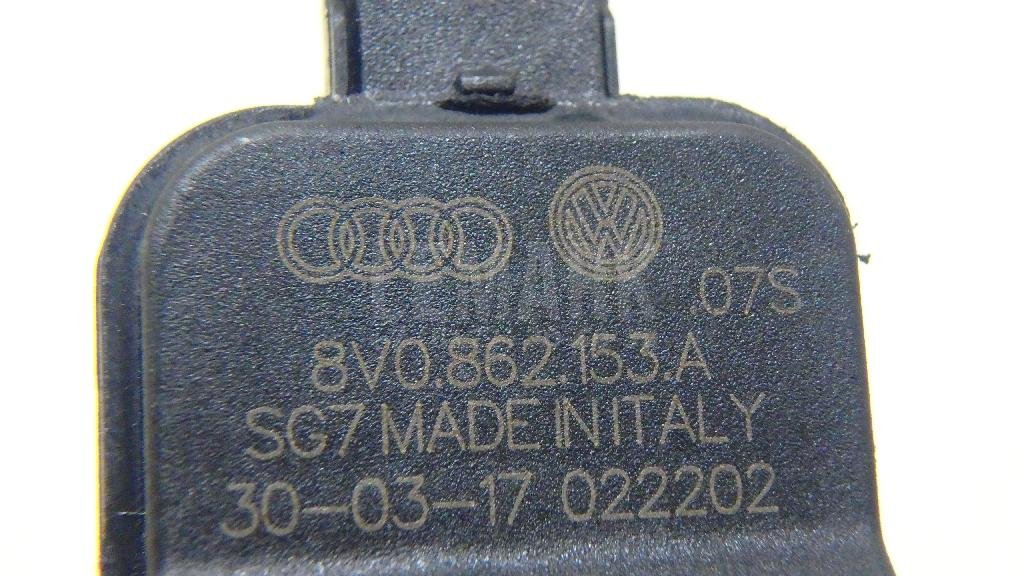 .07S
8V0.862.153.A
SG7 MADE IN ITALY
30-03-17 022202